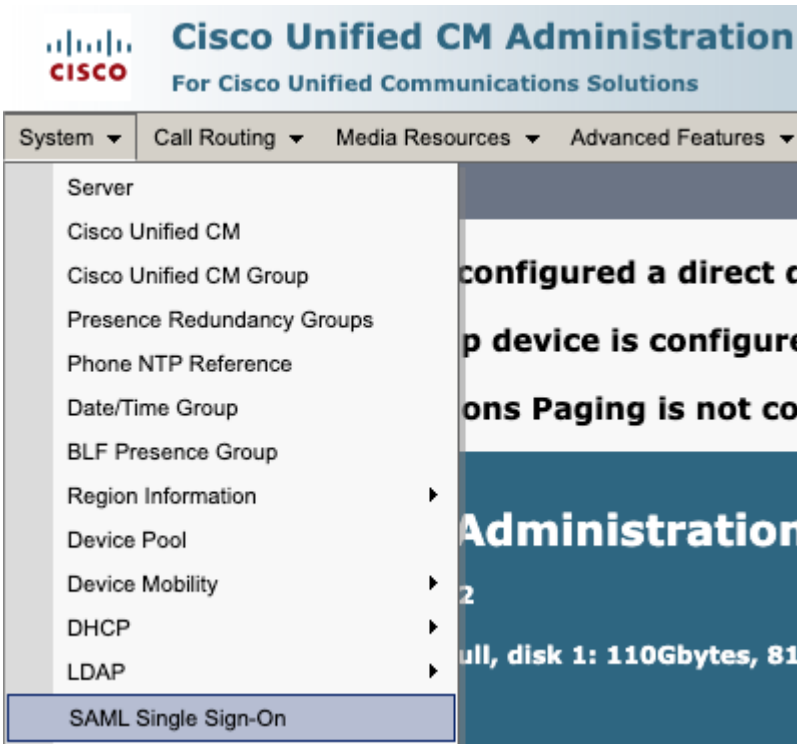 Cisco Unified CM Administration
CISCO
For Cisco Unified Communications Solutions
System Call Routing Media Resources Advanced Features
Server
Cisco Unified CM
Cisco Unified CM Group
configured a direct
Presence Redundancy Groups
p device is
Phone NTP Reference
Date/Time Group
ons Paging is not
BLF Presence Group
Region Information
Device Pool
Administration
Device Mobility
2
DHCP
ull, disk 1: 110Gbytes, 81
LDAP
SAML Single Sign-On